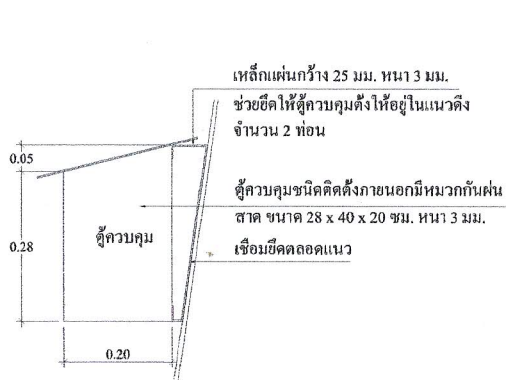 เหล็กแผ่นกว้าง 25 มม. หนา 3 มม.
ช่วยยึดให้ตู้ควบคุมตั้งให้อยู่ในแนวดึง
จำนวน 2 ท่อน
0.05
ตู้ควบคุมชนิดติดตั้งภายนอกมีหมวกกันฝน
สาด ขนาด 28 x 40 x 20 ซม. หนา 3 มม.
ตู้ควบคุม
0.28
เชื่อมยึดตลอดแนว
0.20